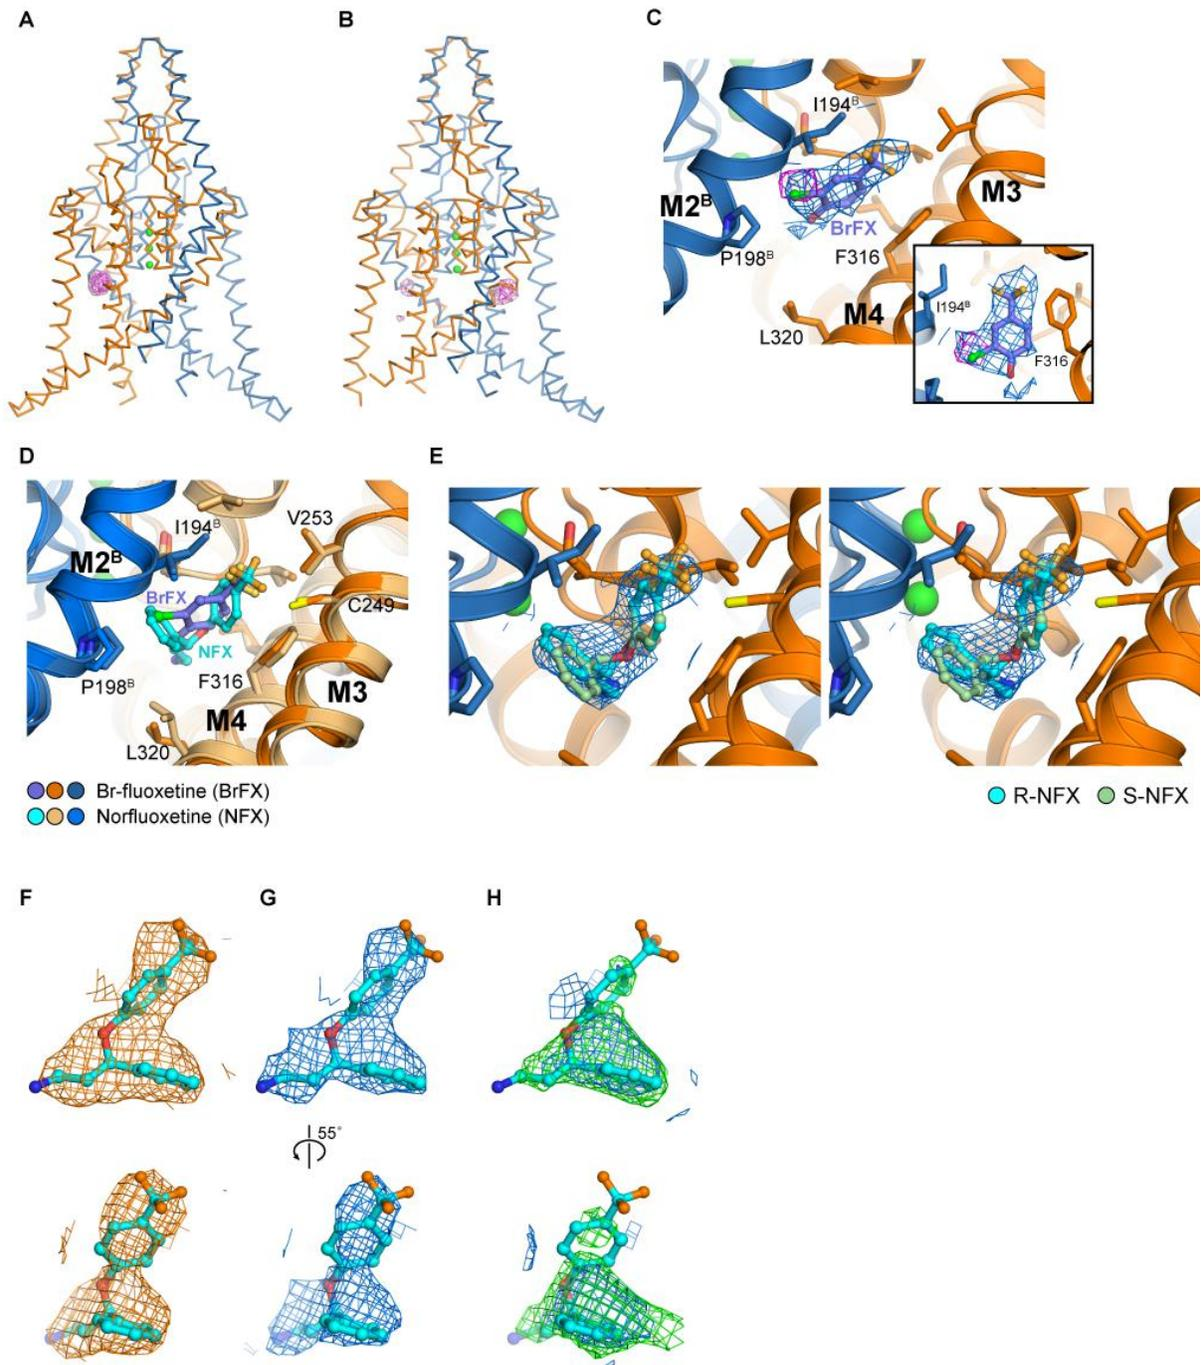 A
B
C
I194ᴮ
M2ᴮ
M3
BrFX
P198ᴮ
F316
M4
L320
I194ᴮ
F316
D
E
I194ᴮ
V253
M2ᴮ
BrFX
C249
NFX
P198ᴮ
F316
M3
M4
L320
Br-fluoxetine (BrFX)
Norfluoxetine (NFX)
R-NFX S-NFX
F
G
H
55°